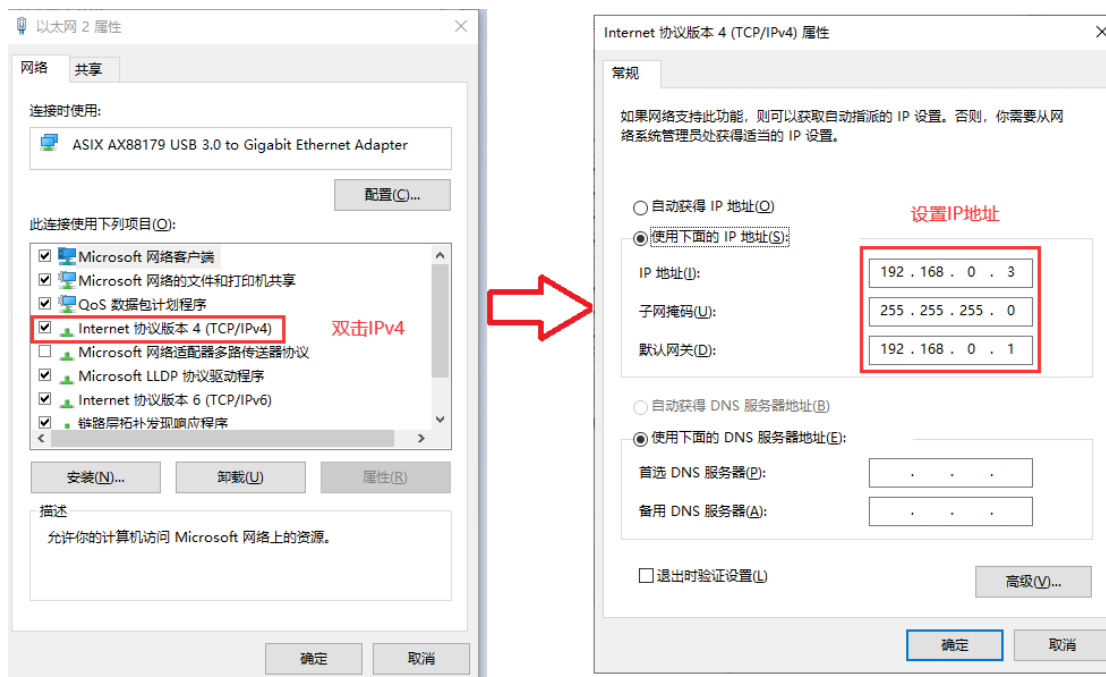 以太网 2 属性
网络
共享
连接时使用:
ASIX AX88179 USB 3.0 to Gigabit Ethernet Adapter
配置(C)...
此连接使用下列项目(O):
Microsoft 网络客户端
Microsoft 网络的文件和打印机共享
QoS 数据包计划程序
Internet 协议版本 4 (TCP/IPv4)
双击IPv4
Microsoft 网络适配器多路传送器协议
Microsoft LLDP 协议驱动程序
Internet 协议版本 6 (TCP/IPv6)
链路层拓扑发现响应程序
安装(N)...
卸载(U)
属性(R)
描述
允许你的计算机访问 Microsoft 网络上的资源。
确定
取消
Internet 协议版本 4 (TCP/IPv4) 属性
常规
如果网络支持此功能，则可以获取自动指派的 IP 设置。否则，你需要从网
络系统管理员处获得适当的 IP 设置。
自动获得 IP 地址(O)
设置IP地址
使用下面的 IP 地址(S):
IP 地址(I):
192 . 168 . 0 . 3
子网掩码(U):
255 . 255 . 255 . 0
默认网关(D):
192 . 168 . 0 . 1
自动获得 DNS 服务器地址(B)
使用下面的 DNS 服务器地址(E):
首选 DNS 服务器(P):
. . .
备用 DNS 服务器(A):
. . .
退出时验证设置(L)
高级(V)...
确定
取消